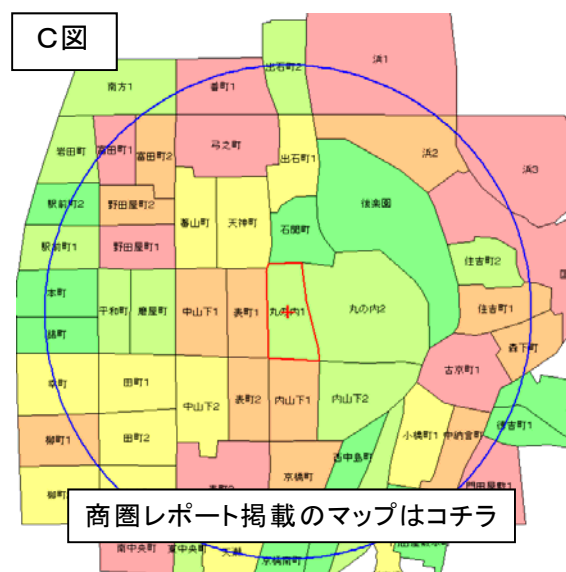 C図
出石町2
浜1
南方1
番町1
岩田町
富田町1
富田町2
弓之町
出石町1
浜2
浜3
駅前町2
野田屋町2
蕃山町
天神町
石関町
後楽園
駅前町1
野田屋町1
住吉町2
本町
平和町
磨屋町
中山下1
表町1
丸の内1
丸の内2
住吉町1
森下町
古京町1
幸町
田町1
中山下2
表町2
内山下1
内山下2
小橋町1
中納言町
柳町1
田町2
京橋町
西中島町
門田屋敷1
商圏レポート掲載のマップはコチラ
南中央町
東中央町
天瀬
京橋南町